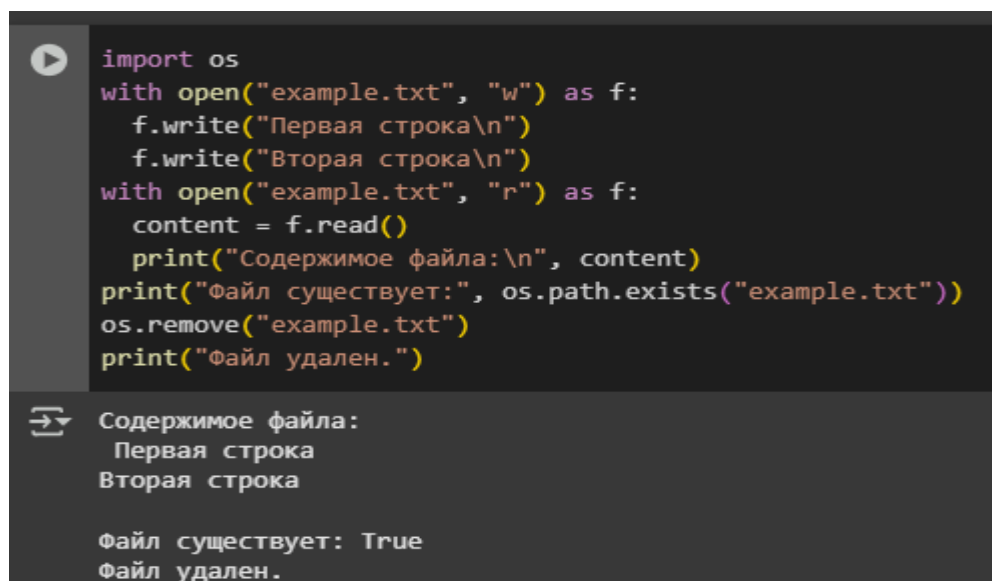 import os
with open("example.txt", "w") as f:
  f.write("Первая строка\n")
  f.write("Вторая строка\n")
with open("example.txt", "r") as f:
  content = f.read()
  print("Содержимое файла:\n", content)
print("Файл существует:", os.path.exists("example.txt"))
os.remove("example.txt")
print("Файл удален.")
Содержимое файла:
 Первая строка
Вторая строка

Файл существует: True
Файл удален.